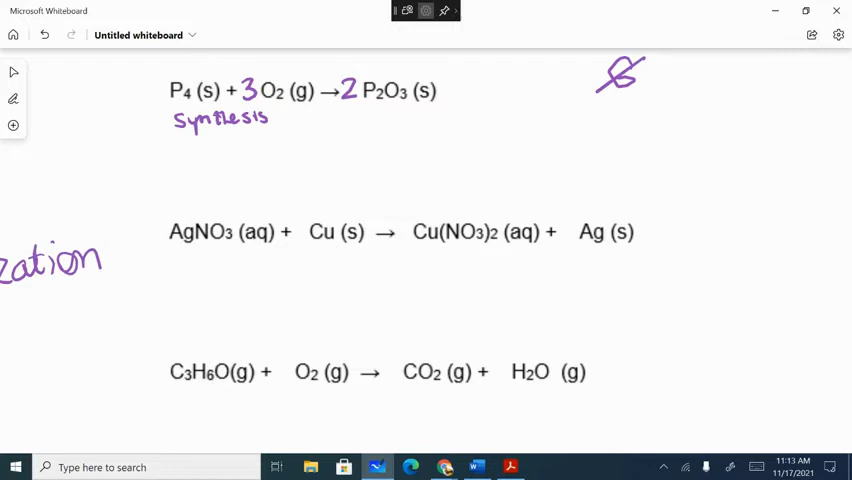 Microsoft Whiteboard
Untitled whiteboard
6
P4 (s) + 3 O2 (g) → 2 P2O3 (s)
synthesis
AgNO3 (aq) + Cu (s) → Cu(NO3)2 (aq) + Ag (s)
zation
C3H6O(g) + O2 (g) → CO2 (g) + H2O (g)
Type here to search
11:13 AM
11/17/2021